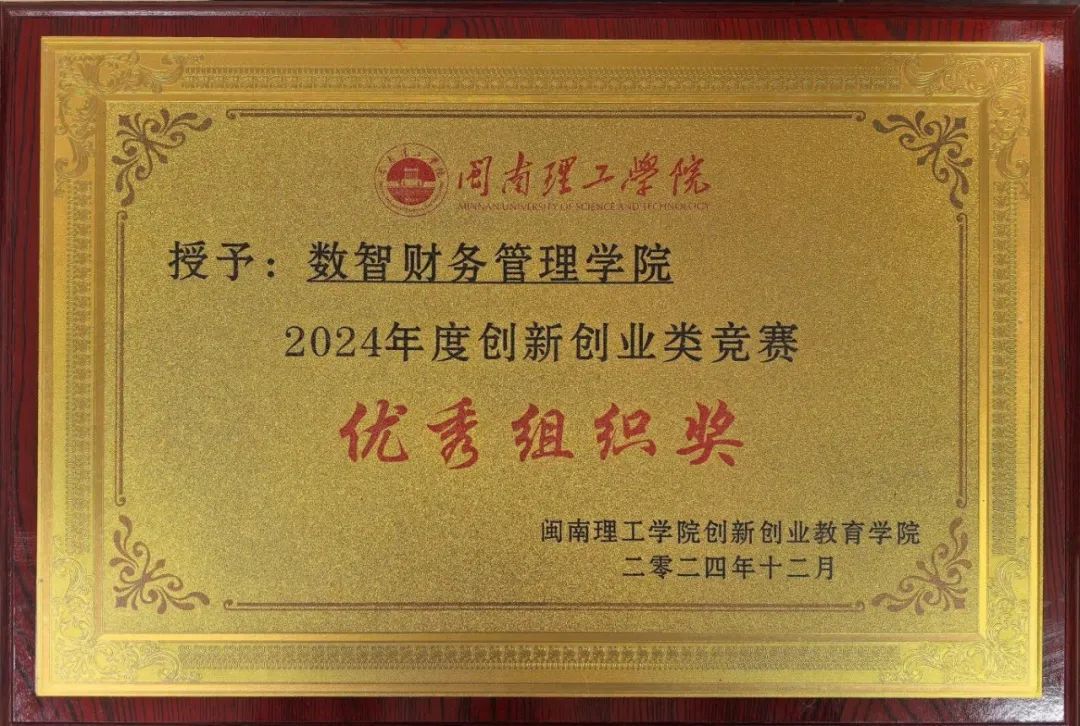 闽南理工學院
MINNAN UNIVERSITY OF SCIENCE AND TECHNOLOGY
授予：数智财务管理学院
2024年度创新创业类竞赛
优秀组织奖
闽南理工学院创新创业教育学院
二零二四年十二月